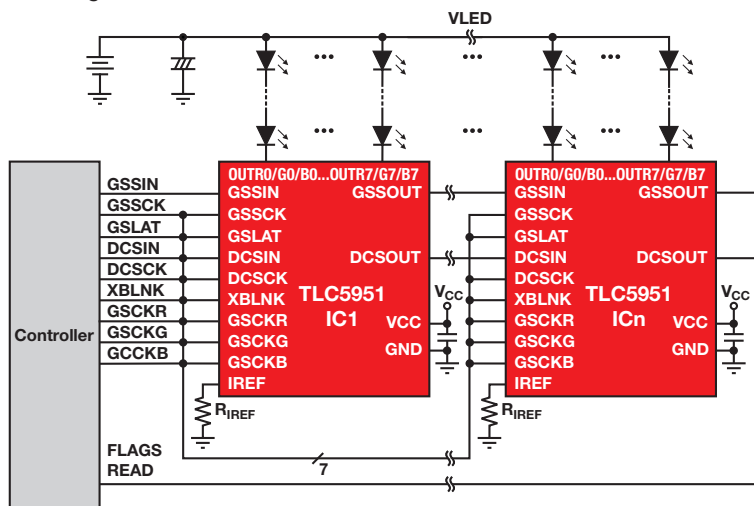 VLED
OUTR0/G0/B0...OUTR7/G7/B7
GSSIN GSSOUT
GSSCK
GSLAT
DCSIN DCSOUT
DCSCK
XBLNK
GSCKR
GSCKG
GSCKB
IREF
TLC5951
IC1
VCC
GND
VCC
RIREF
OUTR0/G0/B0...OUTR7/G7/B7
GSSIN GSSOUT
GSSCK
GSLAT
DCSIN DCSOUT
DCSCK
XBLNK
GSCKR
GSCKG
GSCKB
IREF
TLC5951
ICn
VCC
GND
VCC
RIREF
Controller
GSSIN
GSSCK
GSLAT
DCSIN
DCSCK
XBLNK
GSCKR
GSCKG
GCCKB
FLAGS
READ
7